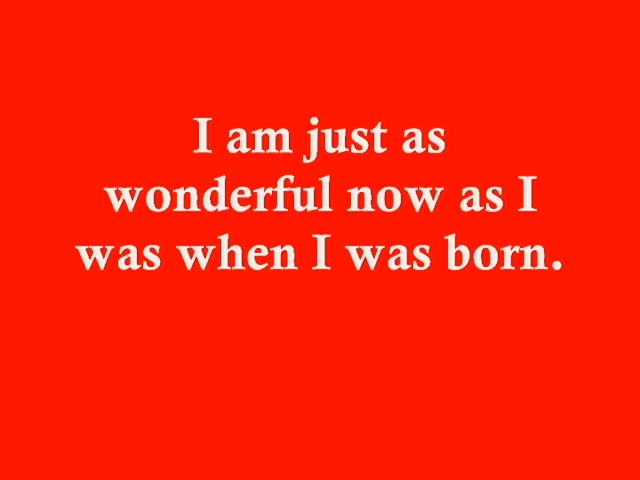 I am just as
wonderful now as I
was when I was born.